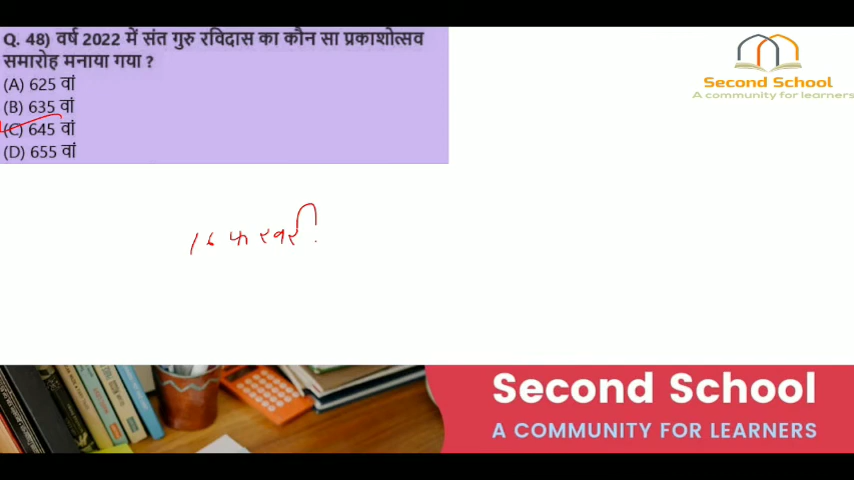 Q. 48) वर्ष 2022 में संत गुरु रविदास का कौन सा प्रकाशोत्सव
समारोह मनाया गया ?
(A) 625 वां
(B) 635 वां
(C) 645 वां
(D) 655 वां
Second School
A community for learners
16 फरवरी
Second School
A COMMUNITY FOR LEARNERS